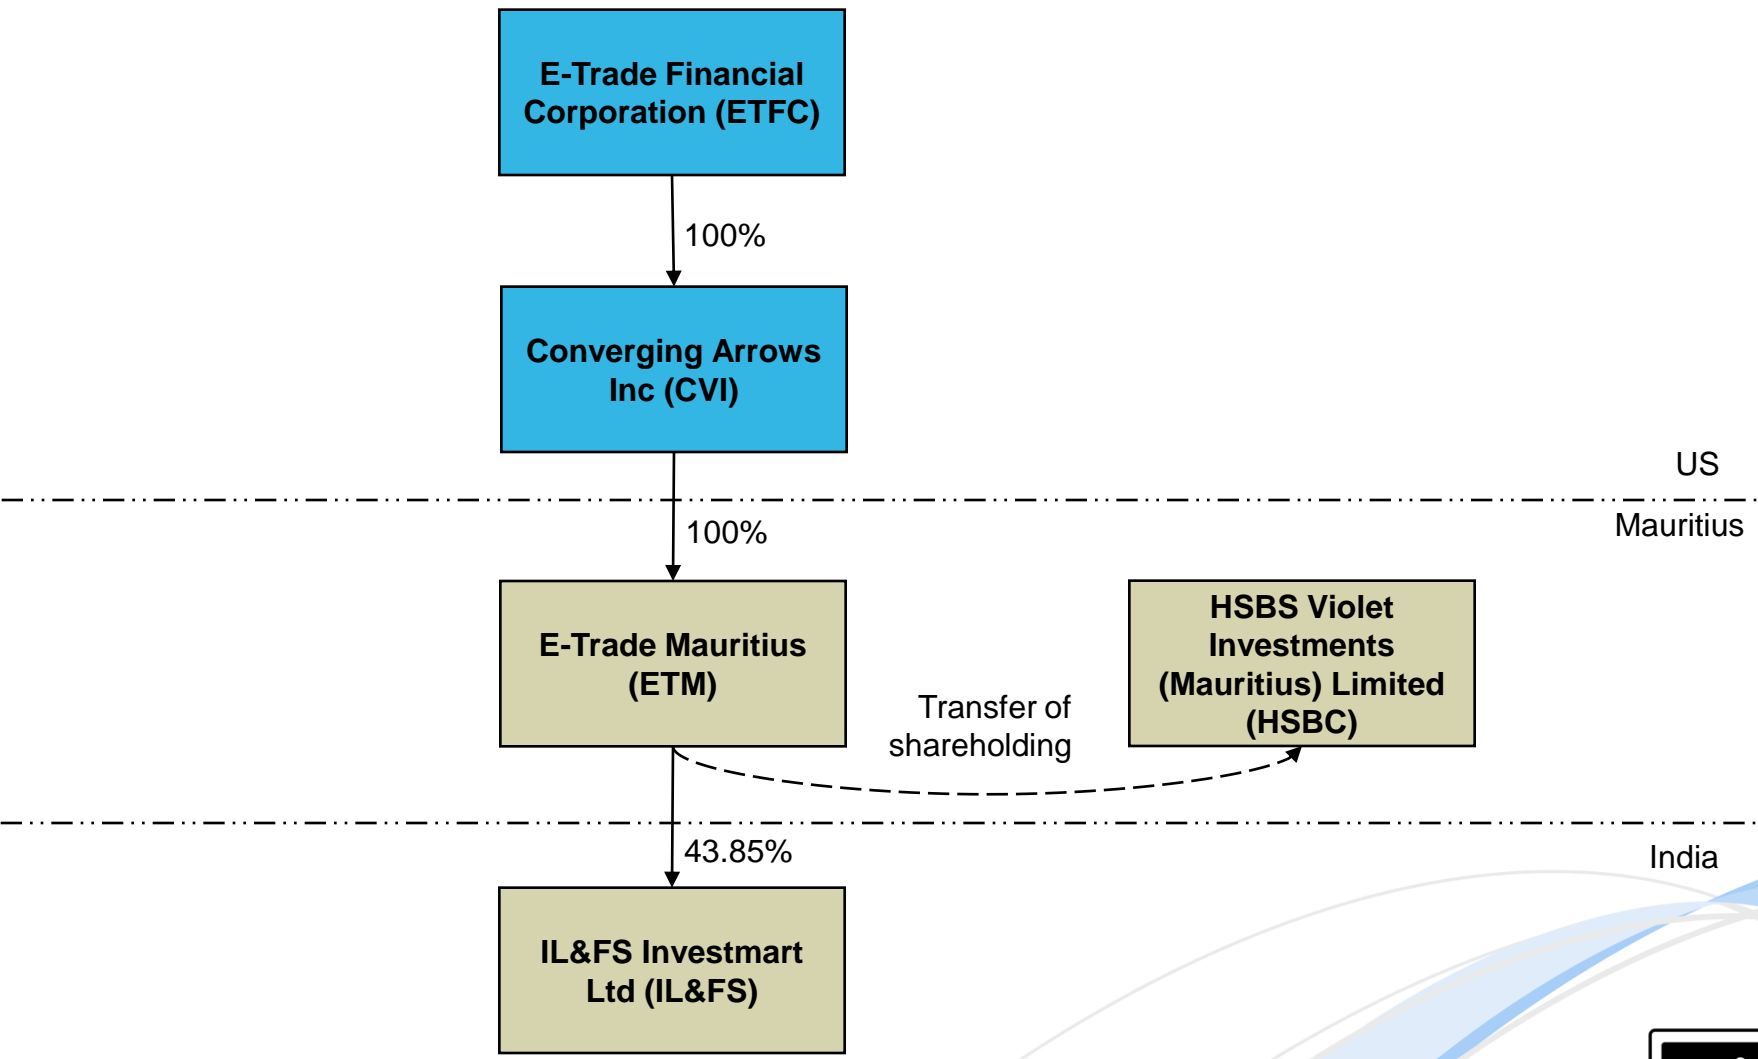 E-Trade Financial
Corporation (ETFC)
100%
Converging Arrows
Inc (CVI)
US
Mauritius
100%
E-Trade Mauritius
(ETM)
HSBS Violet
Investments
(Mauritius) Limited
(HSBC)
Transfer of
shareholding
43.85%
India
IL&FS Investmart
Ltd (IL&FS)